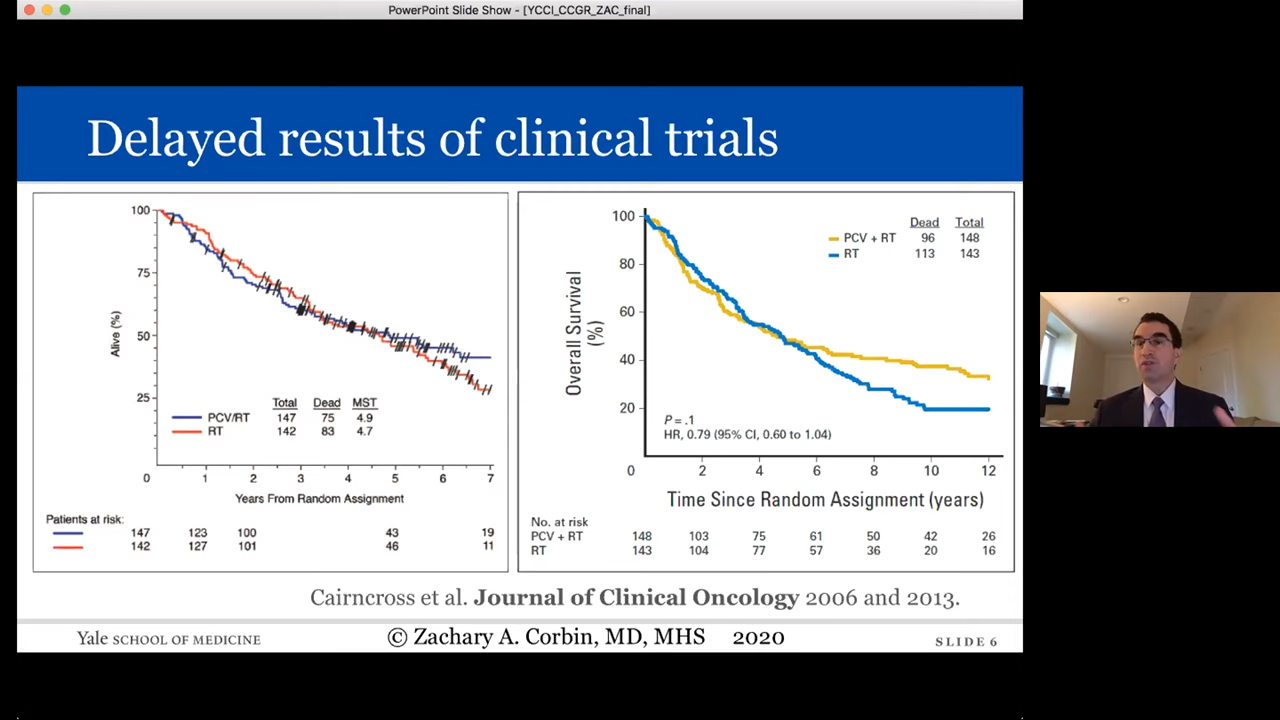 PowerPoint Slide Show - [YCCI_CCGR_ZAC_final]
Delayed results of clinical trials
100
75
50
25
0
Alive (%)
Total Dead MST
PCV/RT 147 75 4.9
RT 142 83 4.7
1 2 3 4 5 6 7
Years From Random Assignment
Patients at risk:
147 123 100 43 19
142 127 101 46 11
100
80
60
40
20
Overall Survival
(%)
Dead Total
PCV + RT 96 148
RT 113 143
P = .1
HR, 0.79 (95% CI, 0.60 to 1.04)
0 2 4 6 8 10 12
Time Since Random Assignment (years)
No. at risk
PCV + RT 148 103 75 61 50 42 26
RT 143 104 77 57 36 20 16
Cairncross et al. Journal of Clinical Oncology 2006 and 2013.
Yale SCHOOL OF MEDICINE © Zachary A. Corbin, MD, MHS 2020 SLIDE 6